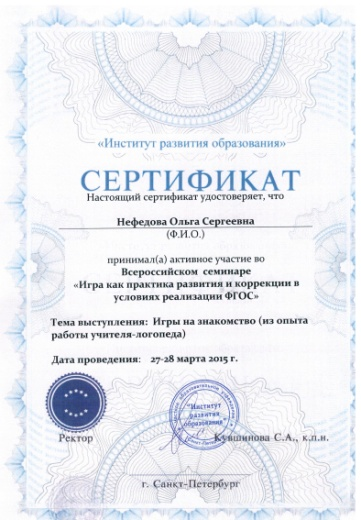 «Институт развития образования»
СЕРТИФИКАТ
Настоящий сертификат удостоверяет, что
Нефедова Ольга Сергеевна
(Ф.И.О.)
принимал(а) активное участие во
Всероссийском семинаре
«Игра как практика развития и коррекции в
условиях реализации ФГОС»
Тема выступления: Игры на знакомство (из опыта
работы учителя-логопеда)
Дата проведения: 27-28 марта 2015 г.
"Институт
развития
образования"
Ректор
Кувшинова С.А., к.п.н.
г. Санкт-Петербург